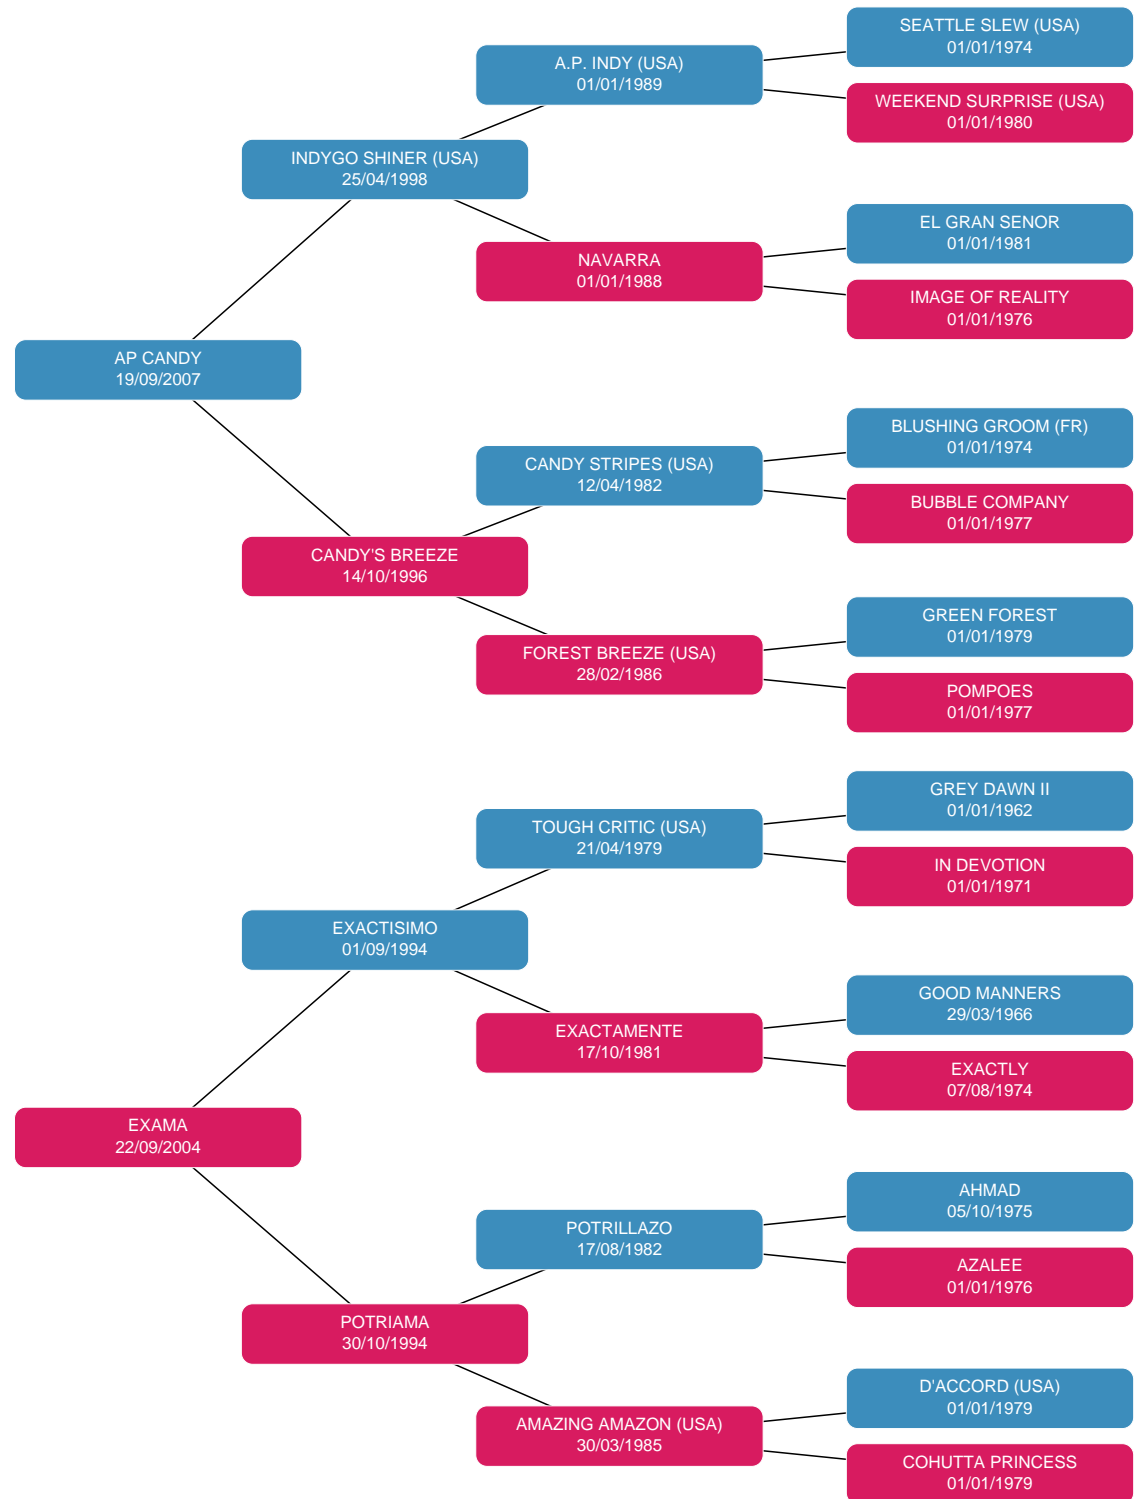 SEATTLE SLEW (USA)
01/01/1974
A.P. INDY (USA)
01/01/1989
WEEKEND SURPRISE (USA)
01/01/1980
INDYGO SHINER (USA)
25/04/1998
EL GRAN SENOR
01/01/1981
NAVARRA
01/01/1988
IMAGE OF REALITY
01/01/1976
AP CANDY
19/09/2007
BLUSHING GROOM (FR)
01/01/1974
CANDY STRIPES (USA)
12/04/1982
BUBBLE COMPANY
01/01/1977
CANDY'S BREEZE
14/10/1996
GREEN FOREST
01/01/1979
FOREST BREEZE (USA)
28/02/1986
POMPOES
01/01/1977
GREY DAWN II
01/01/1962
TOUGH CRITIC (USA)
21/04/1979
IN DEVOTION
01/01/1971
EXACTISIMO
01/09/1994
GOOD MANNERS
29/03/1966
EXACTAMENTE
17/10/1981
EXACTLY
07/08/1974
EXAMA
22/09/2004
AHMAD
05/10/1975
POTRILLAZO
17/08/1982
AZALEE
01/01/1976
POTRIAMA
30/10/1994
D'ACCORD (USA)
01/01/1979
AMAZING AMAZON (USA)
30/03/1985
COHUTTA PRINCESS
01/01/1979